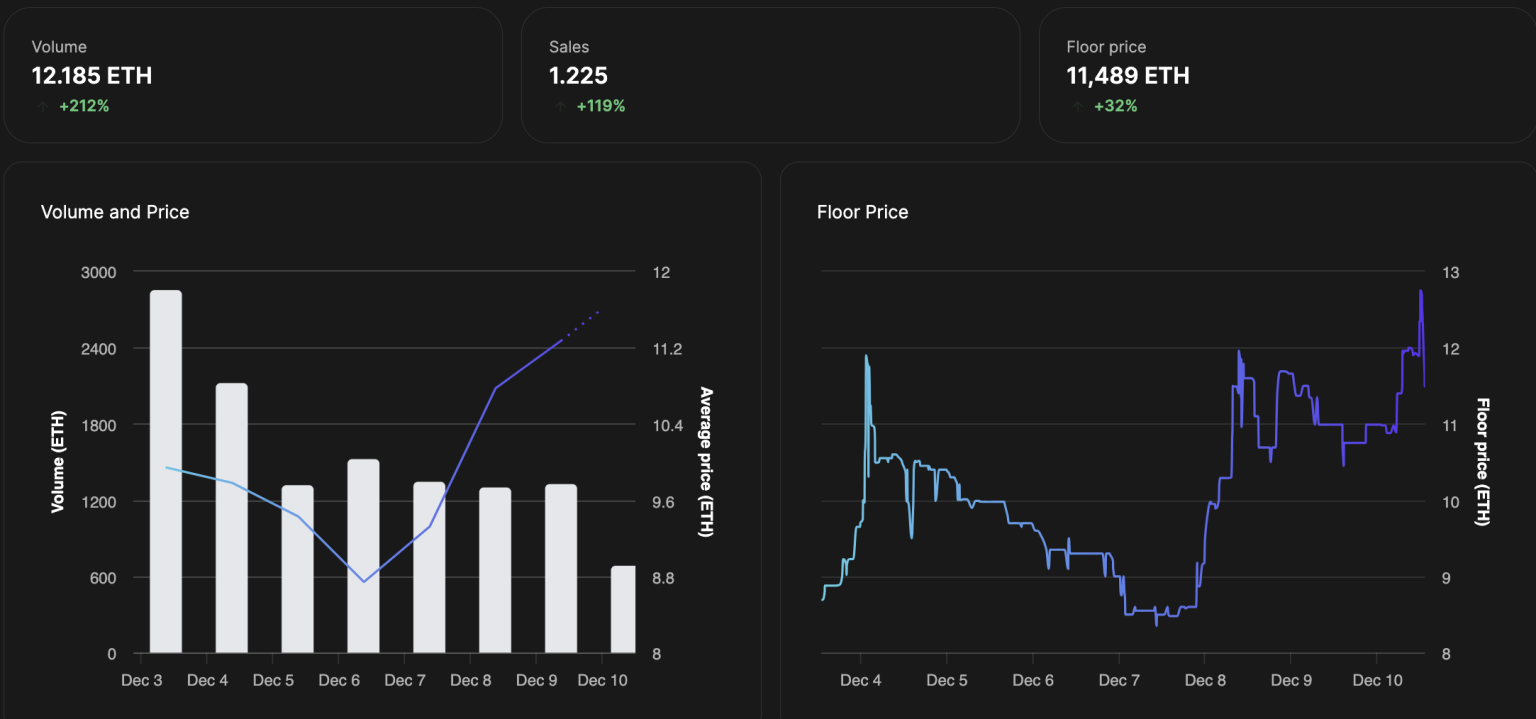 Volume
12.185 ETH
↑ +212%
Sales
1.225
↑ +119%
Floor price
11,489 ETH
↑ +32%
Volume and Price
3000
2400
1800
1200
600
0
Volume (ETH)
12
11.2
10.4
9.6
8.8
8
Average price (ETH)
Dec 3 Dec 4 Dec 5 Dec 6 Dec 7 Dec 8 Dec 9 Dec 10
Floor Price
13
12
11
10
9
8
Floor price (ETH)
Dec 4 Dec 5 Dec 6 Dec 7 Dec 8 Dec 9 Dec 10